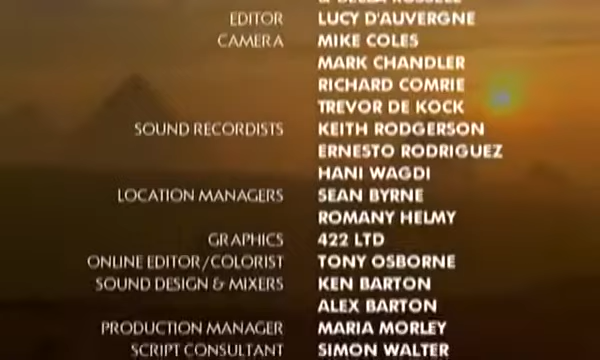 EDITOR LUCY D'AUVERGNE
CAMERA MIKE COLES
MARK CHANDLER
RICHARD COMRIE
TREVOR DE KOCK
SOUND RECORDISTS KEITH RODGERSON
ERNESTO RODRIGUEZ
HANI WAGDI
LOCATION MANAGERS SEAN BYRNE
ROMANY HELMY
GRAPHICS 422 LTD
ONLINE EDITOR/COLORIST TONY OSBORNE
SOUND DESIGN & MIXERS KEN BARTON
ALEX BARTON
PRODUCTION MANAGER MARIA MORLEY
SCRIPT CONSULTANT SIMON WALTER